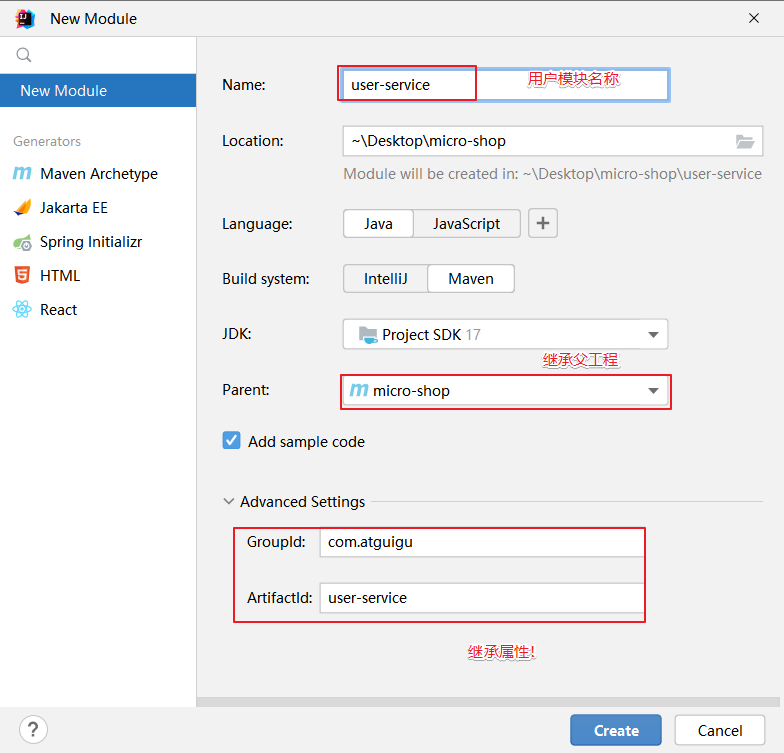 New Module
New Module
Generators
Maven Archetype
Jakarta EE
Spring Initializr
HTML
React
Name: user-service 用户模块名称
Location: ~\Desktop\micro-shop
Module will be created in: ~\Desktop\micro-shop\user-service
Language: Java JavaScript +
Build system: IntelliJ Maven
JDK: Project SDK 17
继承父工程
Parent: micro-shop
Add sample code
Advanced Settings
GroupId: com.atguigu
ArtifactId: user-service
继承属性!
? Create Cancel